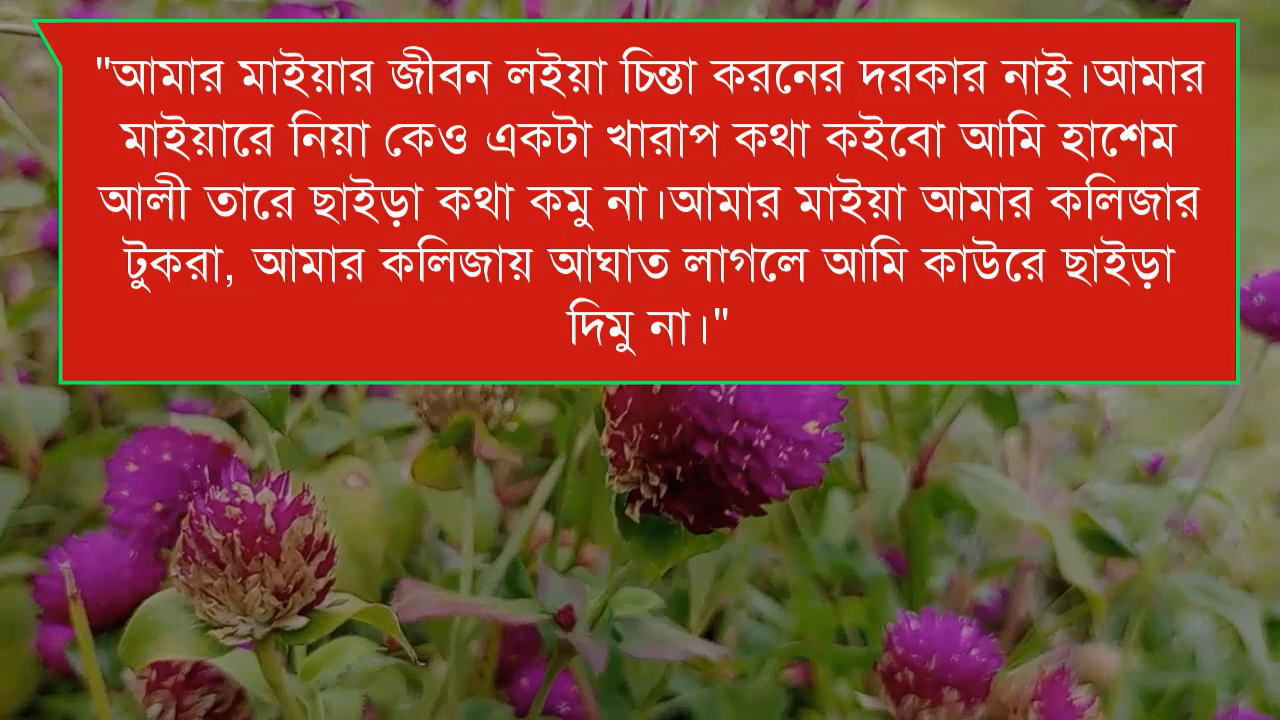 "আমার মাইয়ার জীবন লইয়া চিন্তা করনের দরকার নাই।আমার
মাইয়ারে নিয়া কেও একটা খারাপ কথা কইবো আমি হাশেম
আলী তারে ছাইড়া কথা কমু না।আমার মাইয়া আমার কলিজার
টুকরা, আমার কলিজায় আঘাত লাগলে আমি কাউরে ছাইড়া
দিমু না।"